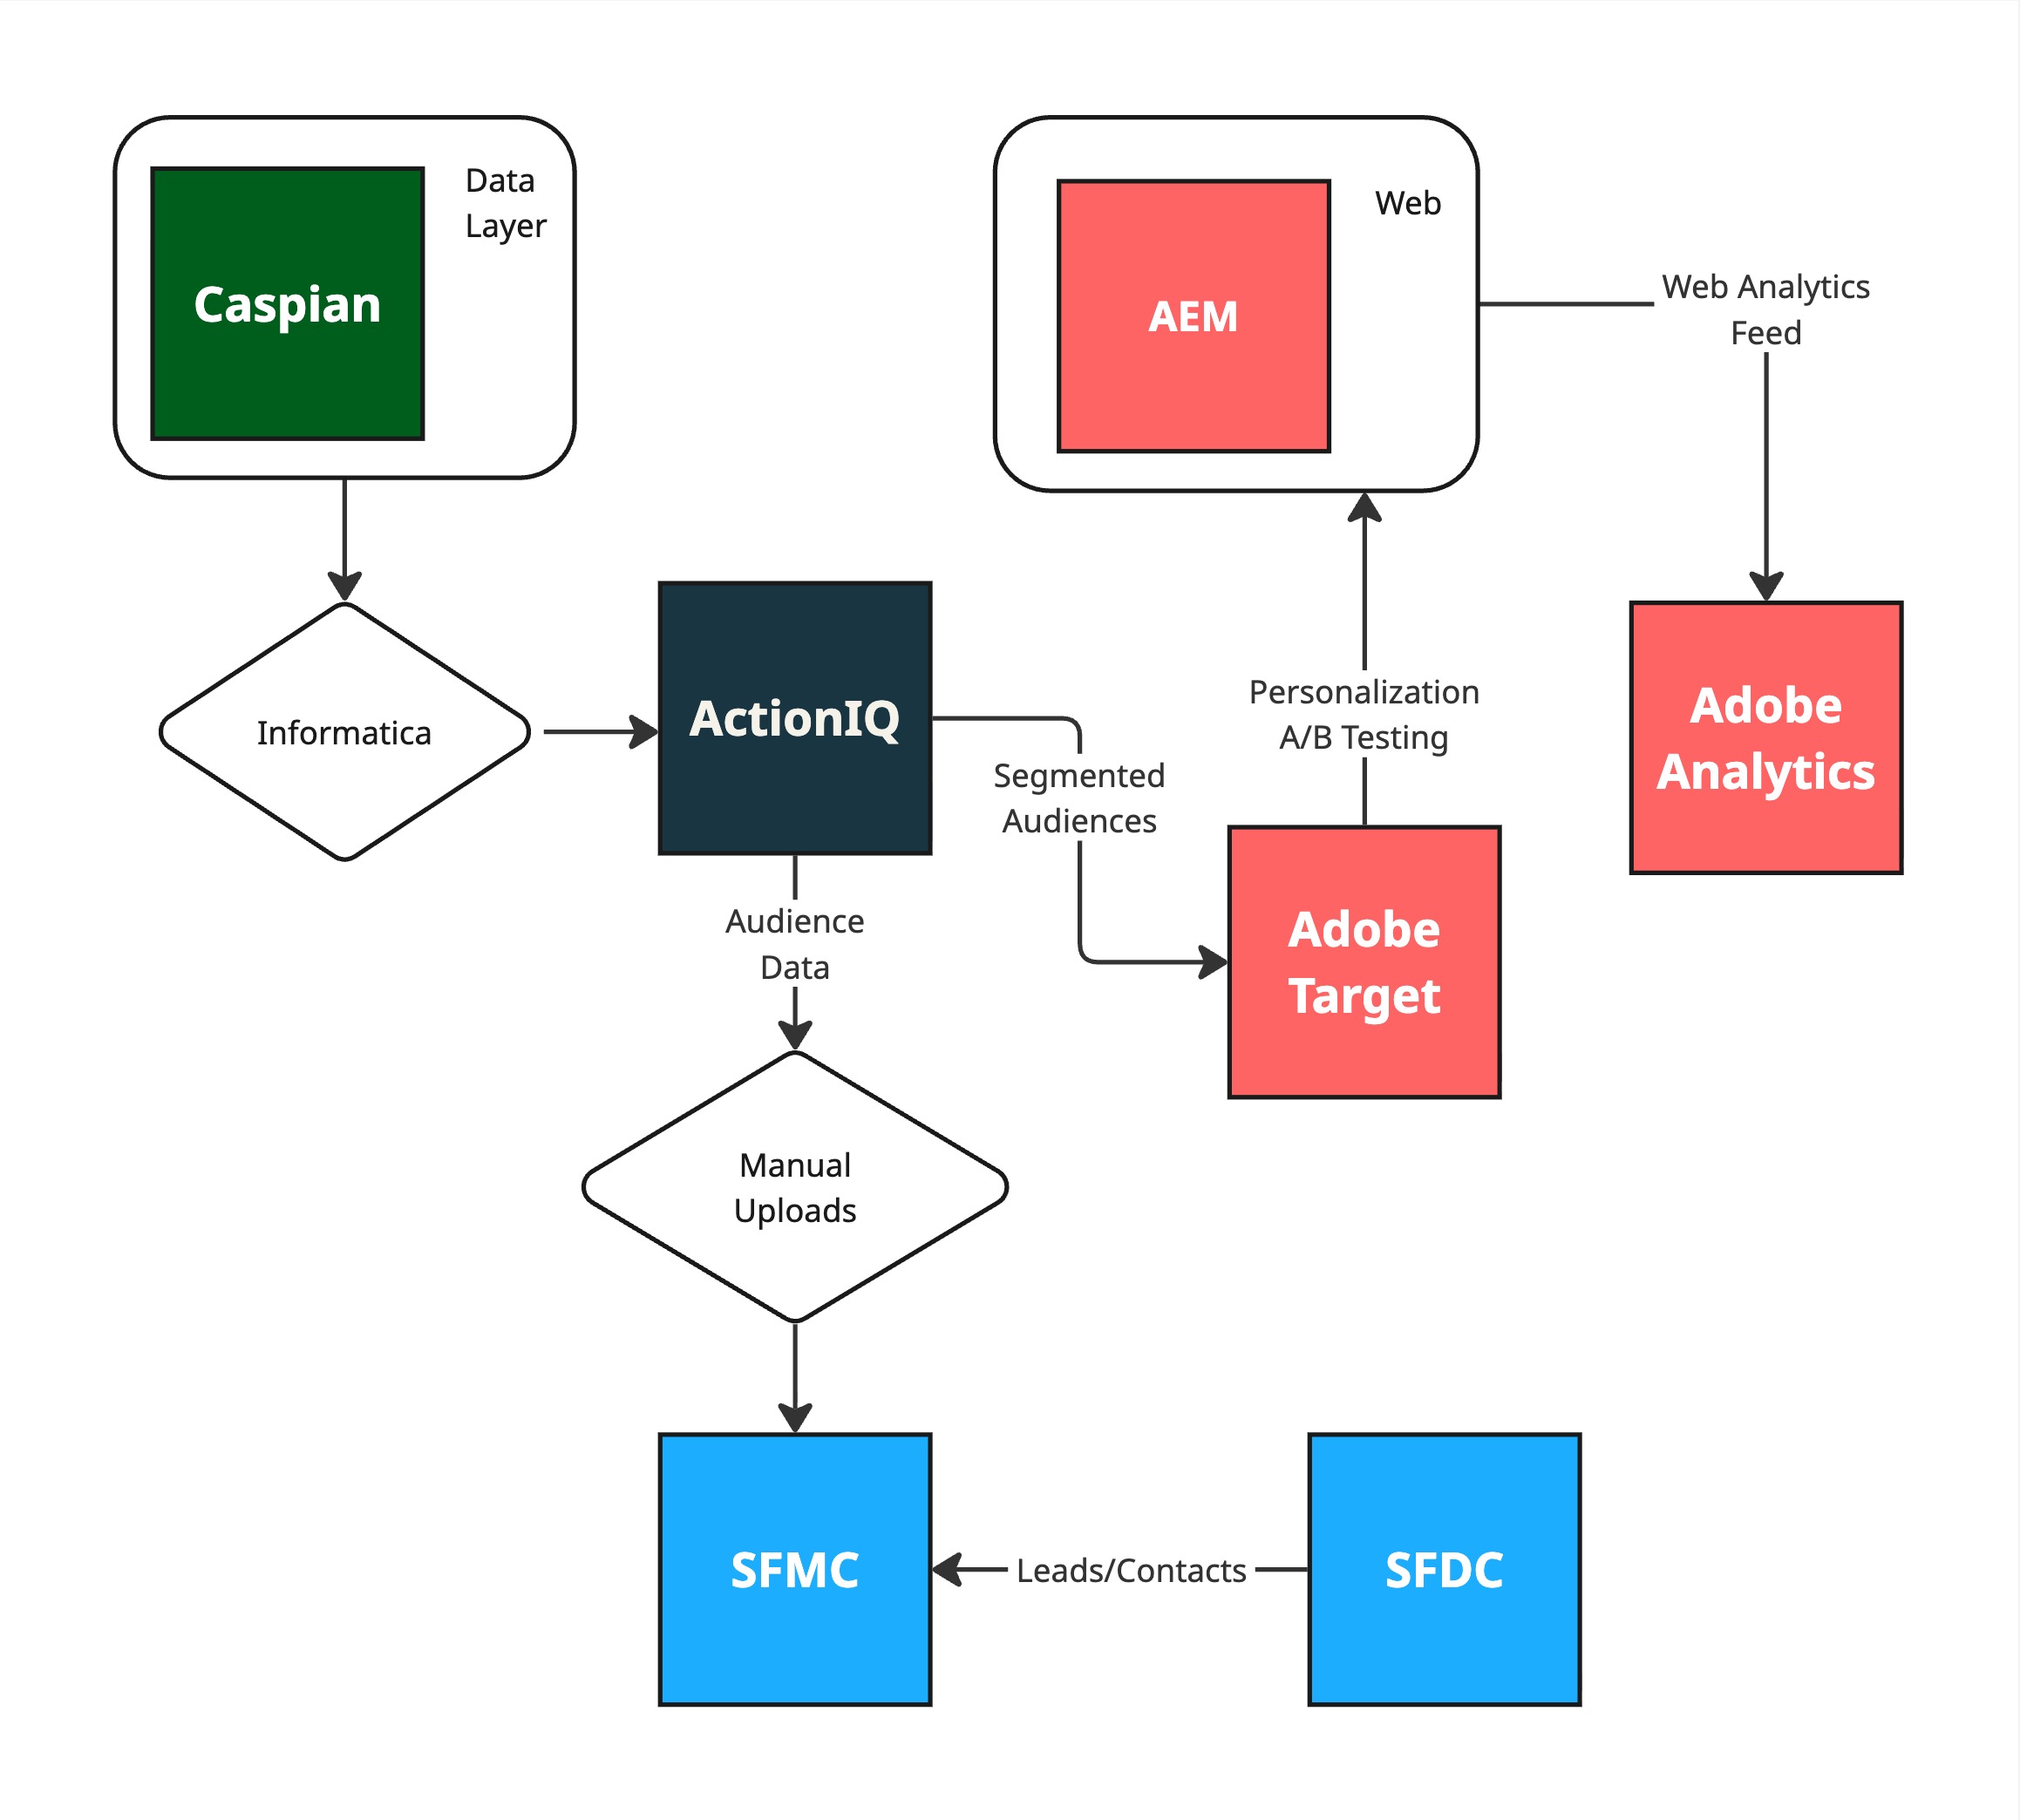 Data
Layer
Caspian
Web
AEM
Web Analytics
Feed
Informatica
ActionIQ
Segmented
Audiences
Personalization
A/B Testing
Adobe
Analytics
Audience
Data
Adobe
Target
Manual
Uploads
SFMC
Leads/Contacts
SFDC